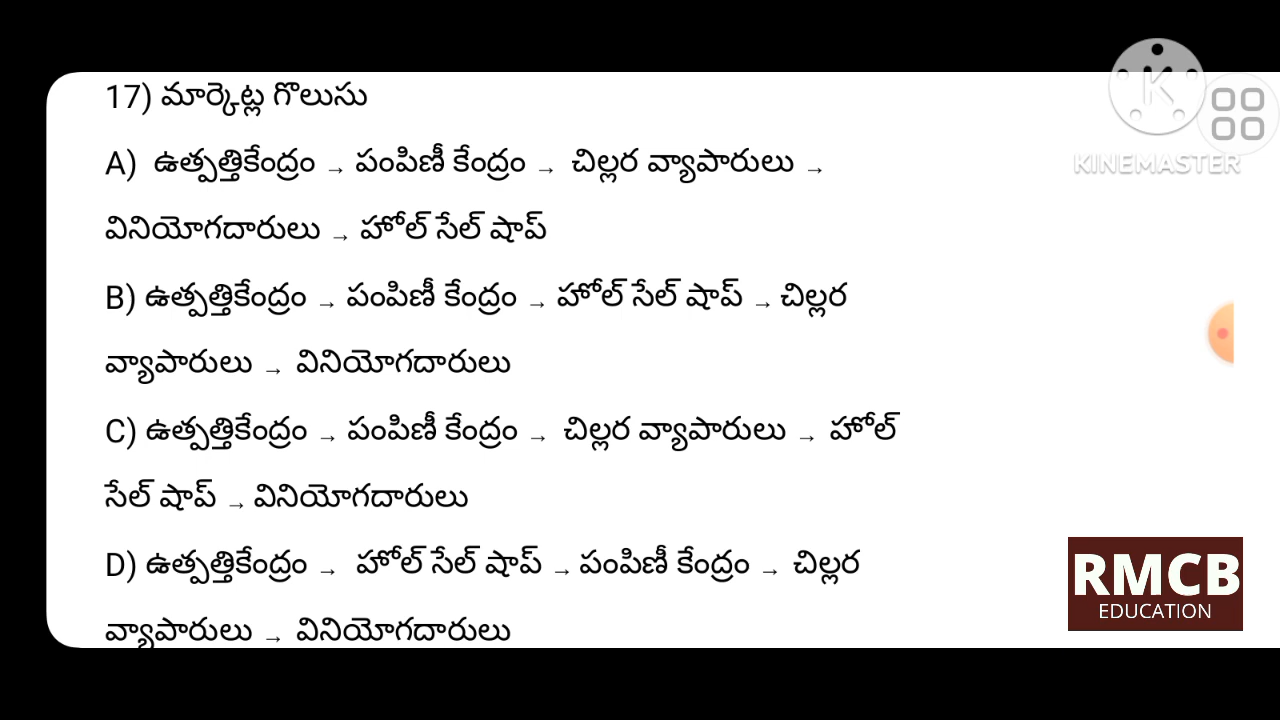 17) మార్కెట్ల గొలుసు
KINEMASTER
A) ఉత్పత్తికేంద్రం → పంపిణీ కేంద్రం → చిల్లర వ్యాపారులు →
వినియోగదారులు → హోల్ సేల్ షాప్
B) ఉత్పత్తికేంద్రం → పంపిణీ కేంద్రం → హోల్ సేల్ షాప్ → చిల్లర
వ్యాపారులు → వినియోగదారులు
C) ఉత్పత్తికేంద్రం → పంపిణీ కేంద్రం → చిల్లర వ్యాపారులు → హోల్
సేల్ షాప్ → వినియోగదారులు
D) ఉత్పత్తికేంద్రం → హోల్ సేల్ షాప్ → పంపిణీ కేంద్రం → చిల్లర
వ్యాపారులు → వినియోగదారులు
RMCB
EDUCATION